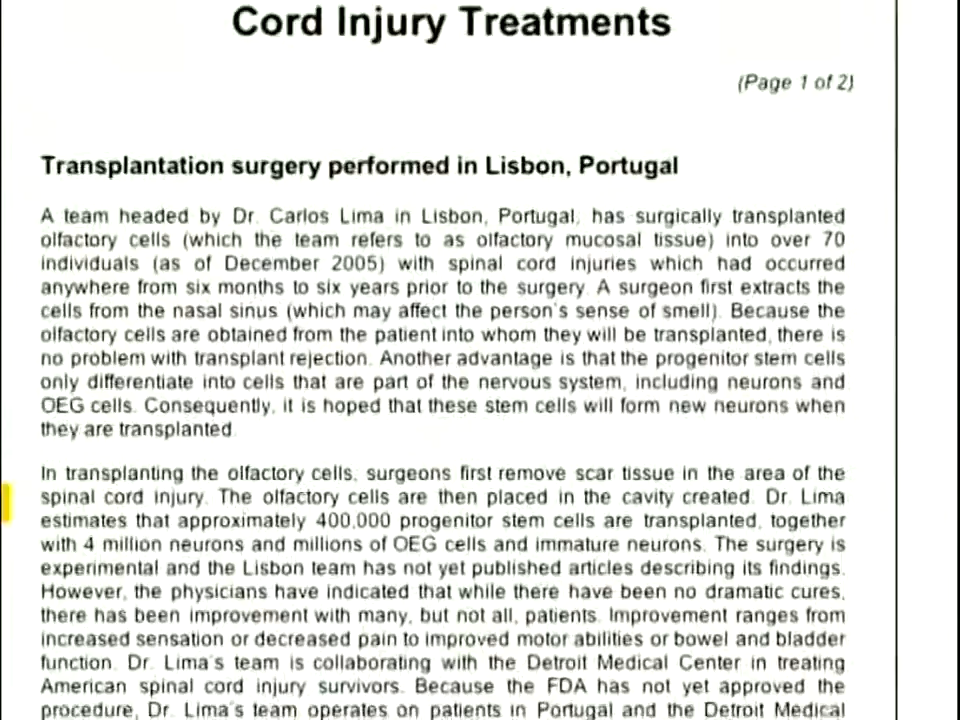 Cord Injury Treatments
(Page 1 of 2)
Transplantation surgery performed in Lisbon, Portugal
A team headed by Dr. Carlos Lima in Lisbon, Portugal, has surgically transplanted
olfactory cells (which the team refers to as olfactory mucosal tissue) into over 70
individuals (as of December 2005) with spinal cord injuries which had occurred
anywhere from six months to six years prior to the surgery. A surgeon first extracts the
cells from the nasal sinus (which may affect the person's sense of smell). Because the
olfactory cells are obtained from the patient into whom they will be transplanted, there is
no problem with transplant rejection. Another advantage is that the progenitor stem cells
only differentiate into cells that are part of the nervous system, including neurons and
OEG cells. Consequently, it is hoped that these stem cells will form new neurons when
they are transplanted.
In transplanting the olfactory cells, surgeons first remove scar tissue in the area of the
spinal cord injury. The olfactory cells are then placed in the cavity created. Dr. Lima
estimates that approximately 400,000 progenitor stem cells are transplanted, together
with 4 million neurons and millions of OEG cells and immature neurons. The surgery is
experimental and the Lisbon team has not yet published articles describing its findings.
However, the physicians have indicated that while there have been no dramatic cures,
there has been improvement with many, but not all, patients. Improvement ranges from
increased sensation or decreased pain to improved motor abilities or bowel and bladder
function. Dr. Lima's team is collaborating with the Detroit Medical Center in treating
American spinal cord injury survivors. Because the FDA has not yet approved the
procedure, Dr. Lima's team operates on patients in Portugal and the Detroit Medical